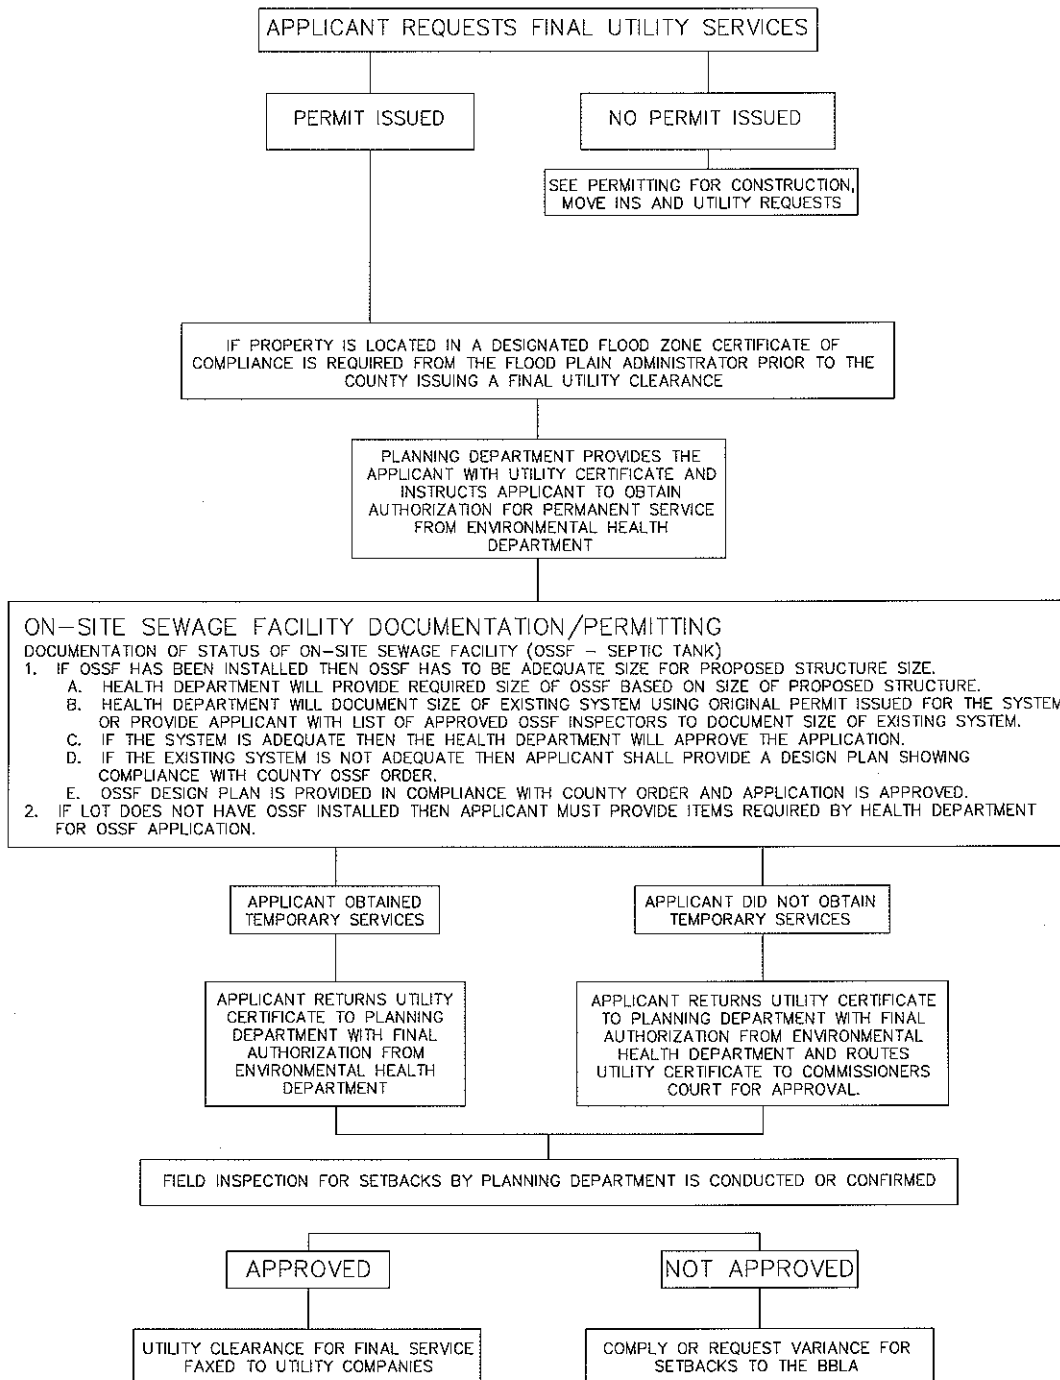 APPLICANT REQUESTS FINAL UTILITY SERVICES
PERMIT ISSUED
NO PERMIT ISSUED
SEE PERMITTING FOR CONSTRUCTION,
MOVE INS AND UTILITY REQUESTS
IF PROPERTY IS LOCATED IN A DESIGNATED FLOOD ZONE CERTIFICATE OF
COMPLIANCE IS REQUIRED FROM THE FLOOD PLAIN ADMINISTRATOR PRIOR TO THE
COUNTY ISSUING A FINAL UTILITY CLEARANCE
PLANNING DEPARTMENT PROVIDES THE
APPLICANT WITH UTILITY CERTIFICATE AND
INSTRUCTS APPLICANT TO OBTAIN
AUTHORIZATION FOR PERMANENT SERVICE
FROM ENVIRONMENTAL HEALTH
DEPARTMENT
ON-SITE SEWAGE FACILITY DOCUMENTATION/PERMITTING
DOCUMENTATION OF STATUS OF ON-SITE SEWAGE FACILITY (OSSF - SEPTIC TANK)
1. IF OSSF HAS BEEN INSTALLED THEN OSSF HAS TO BE ADEQUATE SIZE FOR PROPOSED STRUCTURE SIZE.
A. HEALTH DEPARTMENT WILL PROVIDE REQUIRED SIZE OF OSSF BASED ON SIZE OF PROPOSED STRUCTURE.
B. HEALTH DEPARTMENT WILL DOCUMENT SIZE OF EXISTING SYSTEM USING ORIGINAL PERMIT ISSUED FOR THE SYSTEM
OR PROVIDE APPLICANT WITH LIST OF APPROVED OSSF INSPECTORS TO DOCUMENT SIZE OF EXISTING SYSTEM.
C. IF THE SYSTEM IS ADEQUATE THEN THE HEALTH DEPARTMENT WILL APPROVE THE APPLICATION.
D. IF THE EXISTING SYSTEM IS NOT ADEQUATE THEN APPLICANT SHALL PROVIDE A DESIGN PLAN SHOWING
COMPLIANCE WITH COUNTY OSSF ORDER.
E. OSSF DESIGN PLAN IS PROVIDED IN COMPLIANCE WITH COUNTY ORDER AND APPLICATION IS APPROVED.
2. IF LOT DOES NOT HAVE OSSF INSTALLED THEN APPLICANT MUST PROVIDE ITEMS REQUIRED BY HEALTH DEPARTMENT
FOR OSSF APPLICATION.
APPLICANT OBTAINED
TEMPORARY SERVICES
APPLICANT DID NOT OBTAIN
TEMPORARY SERVICES
APPLICANT RETURNS UTILITY
CERTIFICATE TO PLANNING
DEPARTMENT WITH FINAL
AUTHORIZATION FROM
ENVIRONMENTAL HEALTH
DEPARTMENT
APPLICANT RETURNS UTILITY CERTIFICATE
TO PLANNING DEPARTMENT WITH FINAL
AUTHORIZATION FROM ENVIRONMENTAL
HEALTH DEPARTMENT AND ROUTES
UTILITY CERTIFICATE TO COMMISSIONERS
COURT FOR APPROVAL.
FIELD INSPECTION FOR SETBACKS BY PLANNING DEPARTMENT IS CONDUCTED OR CONFIRMED
APPROVED
NOT APPROVED
UTILITY CLEARANCE FOR FINAL SERVICE
FAXED TO UTILITY COMPANIES
COMPLY OR REQUEST VARIANCE FOR
SETBACKS TO THE BBLA